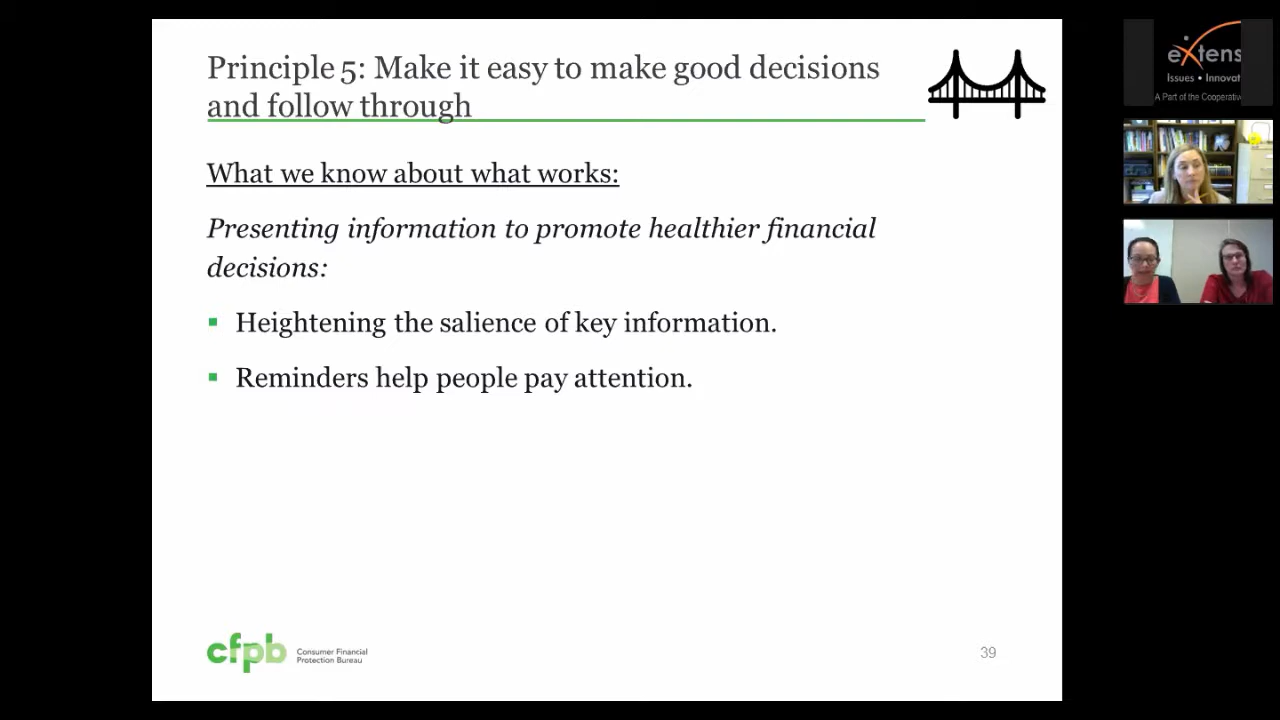 Principle 5: Make it easy to make good decisions
and follow through
What we know about what works:
Presenting information to promote healthier financial
decisions:
Heightening the salience of key information.
Reminders help people pay attention.
cfpb
Consumer Financial
Protection Bureau
39
eXtens
Issues • Innovat
A Part of the Cooperativ